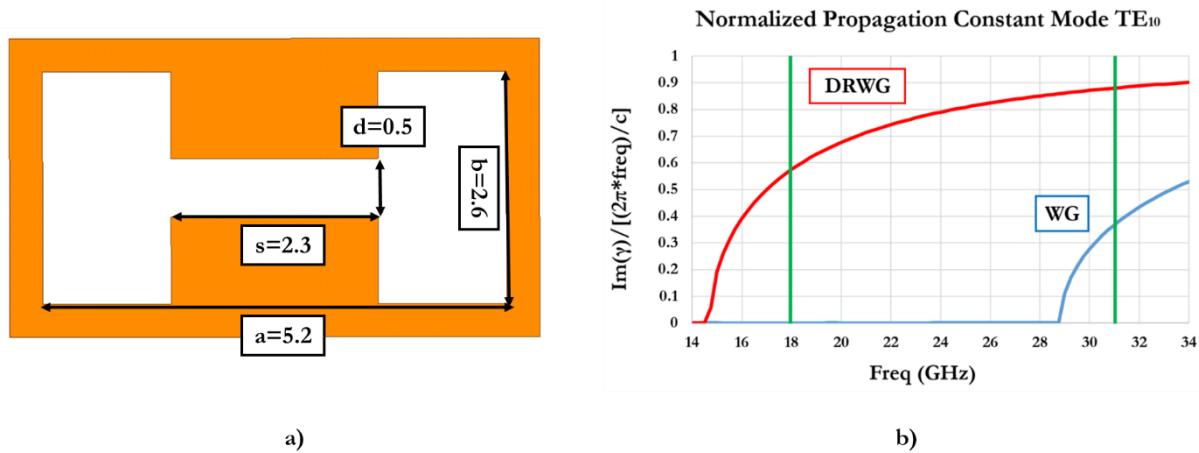 d=0.5
b=2.6
s=2.3
a=5.2
a)
Normalized Propagation Constant Mode TE10
Im(γ)/[(2π*freq)/c]
1
0.9
0.8
0.7
0.6
0.5
0.4
0.3
0.2
0.1
0
DRWG
WG
14 16 18 20 22 24 26 28 30 32 34
Freq (GHz)
b)